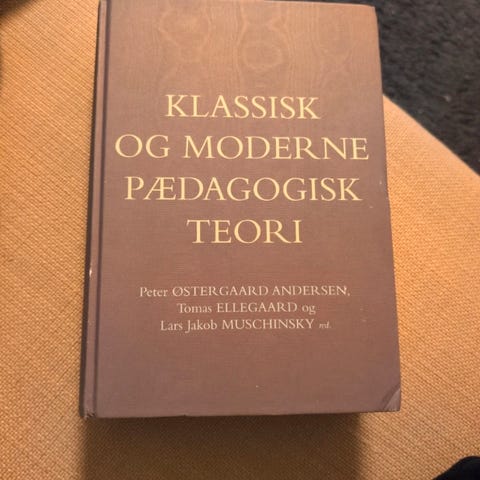 KLASSISK
OG MODERNE
PÆDAGOGISK
TEORI
Peter ØSTERGAARD ANDERSEN,
Tomas ELLEGAARD og
Lars Jakob MUSCHINSKY red.